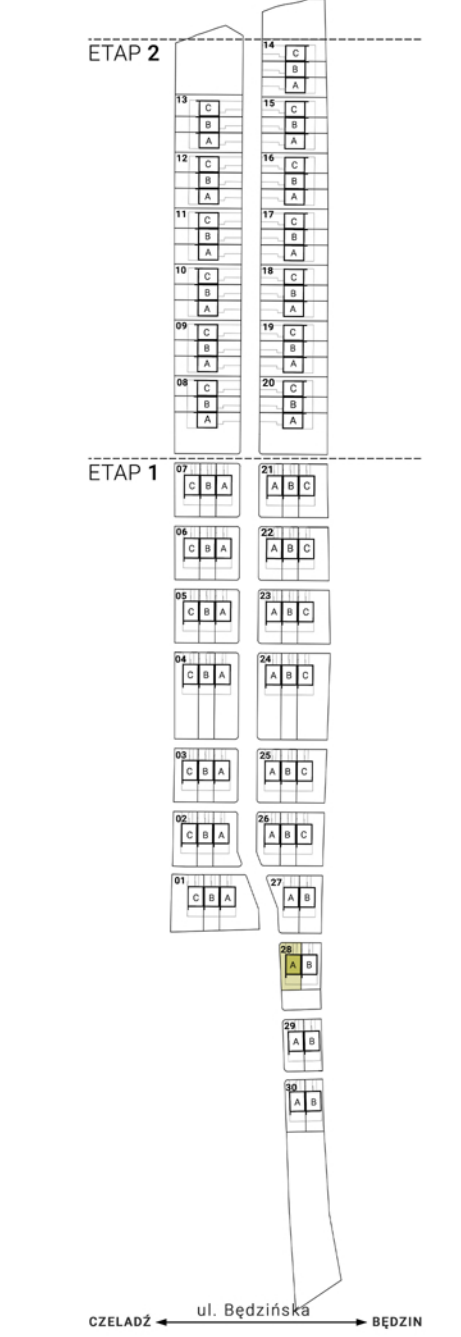 ETAP 2
14
C
B
A
13
C
B
A
15
C
B
A
12
C
B
A
16
C
B
A
11
C
B
A
17
C
B
A
10
C
B
A
18
C
B
A
09
C
B
A
19
C
B
A
08
C
B
A
20
C
B
A
ETAP 1
07
C B A
21
A B C
06
C B A
22
A B C
05
C B A
23
A B C
04
C B A
24
A B C
03
C B A
25
A B C
02
C B A
26
A B C
01
C B A
27
A B
28
A B
29
A B
30
A B
ul. Będzińska
CZELADŹ BĘDZIN